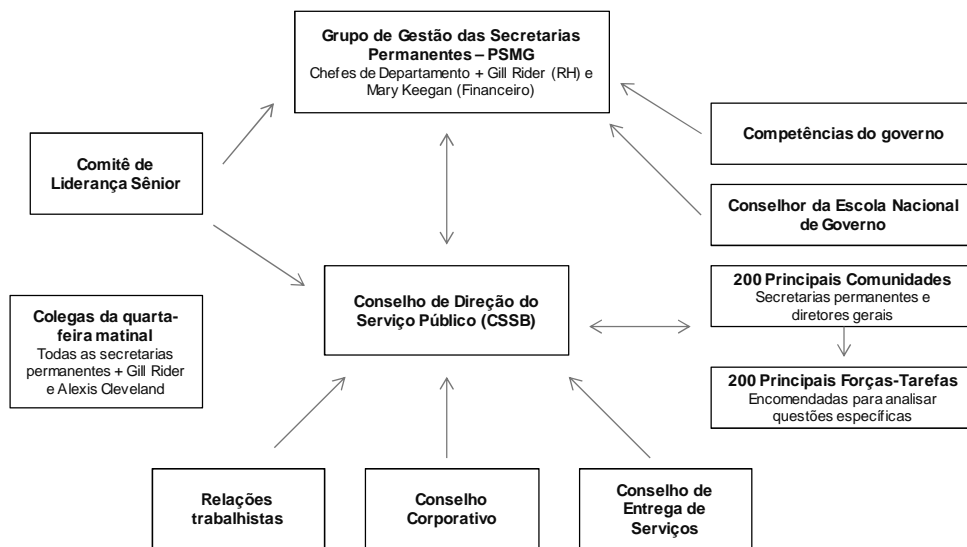 Grupo de Gestão das Secretarias
Permanentes – PSMG
Chefes de Departamento + Gill Rider (RH) e
Mary Keegan (Financeiro)
Comitê de
Liderança Sênior
Competências do governo
Conselhor da Escola Nacional
de Governo
Conselho de Direção do
Serviço Público (CSSB)
200 Principais Comunidades
Secretarias permanentes e
diretores gerais
Colegas da quarta-
feira matinal
Todas as secretarias
permanentes + Gill Rider
e Alexis Cleveland
200 Principais Forças-Tarefas
Encomendadas para analisar
questões específicas
Relações
trabalhistas
Conselho
Corporativo
Conselho de
Entrega de
Serviços